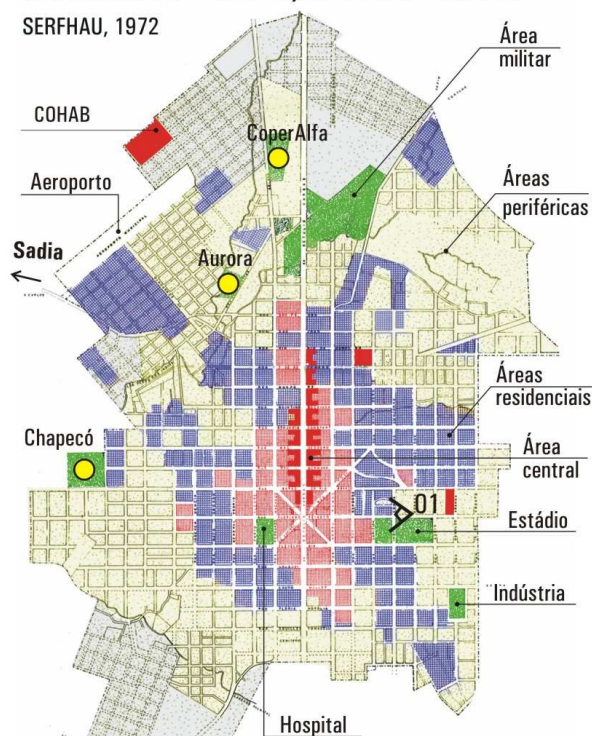 SERFHAU, 1972
Área
militar
COHAB
CoperAlfa
Aeroporto
Áreas
periféricas
Sadia
Aurora
Áreas
residenciais
Chapecó
Área
central
01
Estádio
Indústria
Hospital